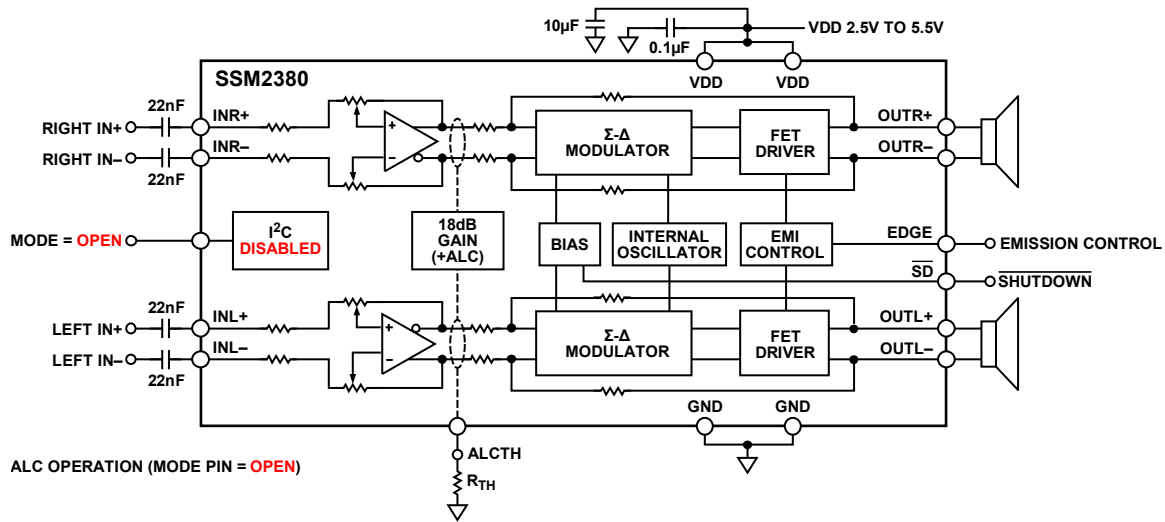 10µF
0.1µF
VDD 2.5V TO 5.5V
SSM2380
VDD
VDD
22nF
RIGHT IN+
INR+
RIGHT IN–
INR–
22nF
Σ-Δ
MODULATOR
FET
DRIVER
OUTR+
OUTR–
MODE = OPEN
I²C
DISABLED
18dB
GAIN
(+ALC)
BIAS
INTERNAL
OSCILLATOR
EMI
CONTROL
EDGE
EMISSION CONTROL
SD
SHUTDOWN
22nF
LEFT IN+
INL+
LEFT IN–
INL–
22nF
Σ-Δ
MODULATOR
FET
DRIVER
OUTL+
OUTL–
GND
GND
ALCTH
RTH
ALC OPERATION (MODE PIN = OPEN)